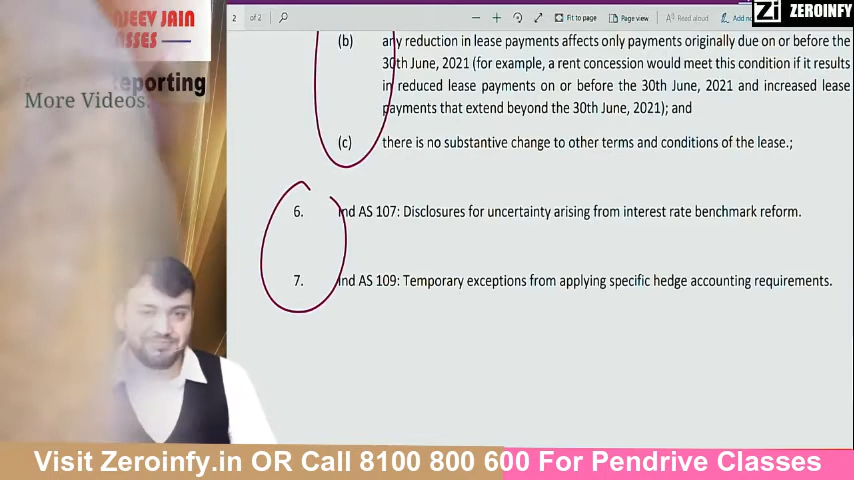 NJEEV JAIN
ASSES
porting
More Videos.
2 of 2
Fit to page
Page view
Read aloud
Add no
Zi ZEROINFY
(b) any reduction in lease payments affects only payments originally due on or before the
30th June, 2021 (for example, a rent concession would meet this condition if it results
in reduced lease payments on or before the 30th June, 2021 and increased lease
payments that extend beyond the 30th June, 2021); and
(c) there is no substantive change to other terms and conditions of the lease.;
6. Ind AS 107: Disclosures for uncertainty arising from interest rate benchmark reform.
7. Ind AS 109: Temporary exceptions from applying specific hedge accounting requirements.
Visit Zeroinfy.in OR Call 8100 800 600 For Pendrive Classes